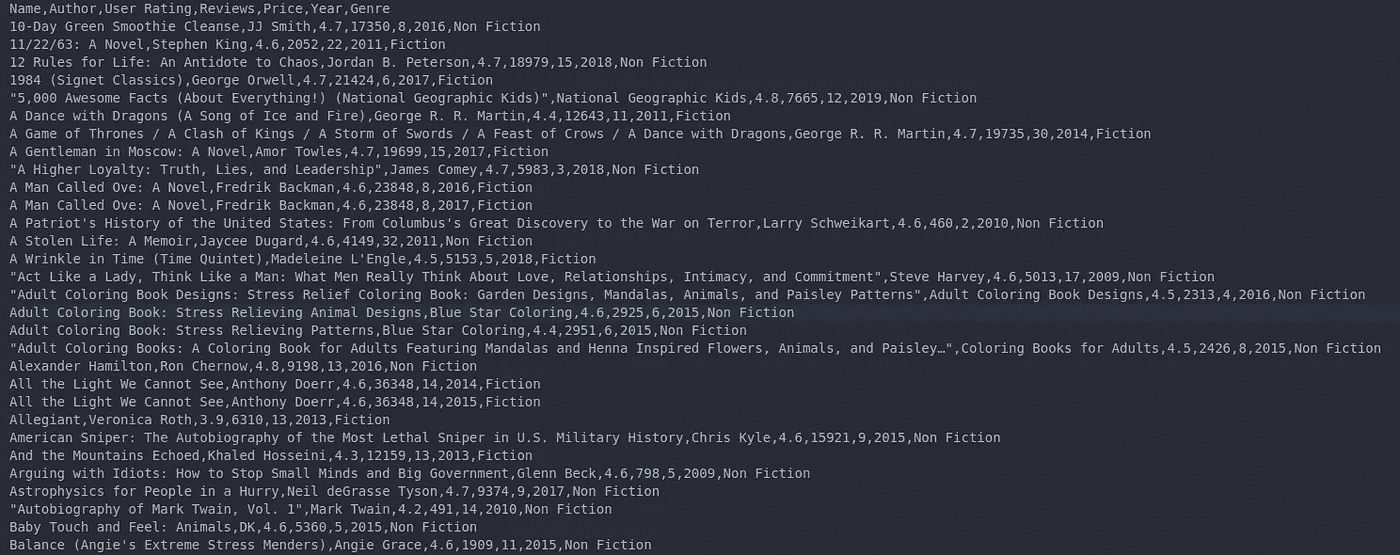 Name,Author,User Rating,Reviews,Price,Year,Genre
10-Day Green Smoothie Cleanse,JJ Smith,4.7,17350,8,2016,Non Fiction
11/22/63: A Novel,Stephen King,4.6,2052,22,2011,Fiction
12 Rules for Life: An Antidote to Chaos,Jordan B. Peterson,4.7,18979,15,2018,Non Fiction
1984 (Signet Classics),George Orwell,4.7,21424,6,2017,Fiction
"5,000 Awesome Facts (About Everything!) (National Geographic Kids)",National Geographic Kids,4.8,7665,12,2019,Non Fiction
A Dance with Dragons (A Song of Ice and Fire),George R. R. Martin,4.4,12643,11,2011,Fiction
A Game of Thrones / A Clash of Kings / A Storm of Swords / A Feast of Crows / A Dance with Dragons,George R. R. Martin,4.7,19735,30,2014,Fiction
A Gentleman in Moscow: A Novel,Amor Towles,4.7,19699,15,2017,Fiction
"A Higher Loyalty: Truth, Lies, and Leadership",James Comey,4.7,5983,3,2018,Non Fiction
A Man Called Ove: A Novel,Fredrik Backman,4.6,23848,8,2016,Fiction
A Man Called Ove: A Novel,Fredrik Backman,4.6,23848,8,2017,Fiction
A Patriot's History of the United States: From Columbus's Great Discovery to the War on Terror,Larry Schweikart,4.6,460,2,2010,Non Fiction
A Stolen Life: A Memoir,Jaycee Dugard,4.6,4149,32,2011,Non Fiction
A Wrinkle in Time (Time Quintet),Madeleine L'Engle,4.5,5153,5,2018,Fiction
"Act Like a Lady, Think Like a Man: What Men Really Think About Love, Relationships, Intimacy, and Commitment",Steve Harvey,4.6,5013,17,2009,Non Fiction
"Adult Coloring Book Designs: Stress Relief Coloring Book: Garden Designs, Mandalas, Animals, and Paisley Patterns",Adult Coloring Book Designs,4.5,2313,4,2016,Non Fiction
Adult Coloring Book: Stress Relieving Animal Designs,Blue Star Coloring,4.6,2925,6,2015,Non Fiction
Adult Coloring Book: Stress Relieving Patterns,Blue Star Coloring,4.4,2951,6,2015,Non Fiction
"Adult Coloring Books: A Coloring Book for Adults Featuring Mandalas and Henna Inspired Flowers, Animals, and Paisley…",Coloring Books for Adults,4.5,2426,8,2015,Non Fiction
Alexander Hamilton,Ron Chernow,4.8,9198,13,2016,Non Fiction
All the Light We Cannot See,Anthony Doerr,4.6,36348,14,2014,Fiction
All the Light We Cannot See,Anthony Doerr,4.6,36348,14,2015,Fiction
Allegiant,Veronica Roth,3.9,6310,13,2013,Fiction
American Sniper: The Autobiography of the Most Lethal Sniper in U.S. Military History,Chris Kyle,4.6,15921,9,2015,Non Fiction
And the Mountains Echoed,Khaled Hosseini,4.3,12159,13,2013,Fiction
Arguing with Idiots: How to Stop Small Minds and Big Government,Glenn Beck,4.6,798,5,2009,Non Fiction
Astrophysics for People in a Hurry,Neil deGrasse Tyson,4.7,9374,9,2017,Non Fiction
"Autobiography of Mark Twain, Vol. 1",Mark Twain,4.2,491,14,2010,Non Fiction
Baby Touch and Feel: Animals,DK,4.6,5360,5,2015,Non Fiction
Balance (Angie's Extreme Stress Menders),Angie Grace,4.6,1909,11,2015,Non Fiction